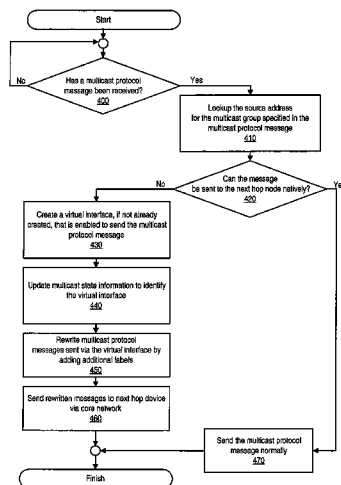 Start
Has a multicast protocol
message been received?
400
No
Yes
Lookup the source address
for the multicast group specified in the
multicast protocol message
410
Can the message
be sent to the next hop node natively?
420
No
Yes
Create a virtual interface, if not already
created, that is enabled to send the multicast
protocol message
430
Update multicast state information to identify
the virtual interface
440
Rewrite multicast protocol
messages sent via the virtual interface by
adding additional labels
450
Send rewritten messages to next hop device
via core network
460
Send the multicast protocol
message normally
470
Finish